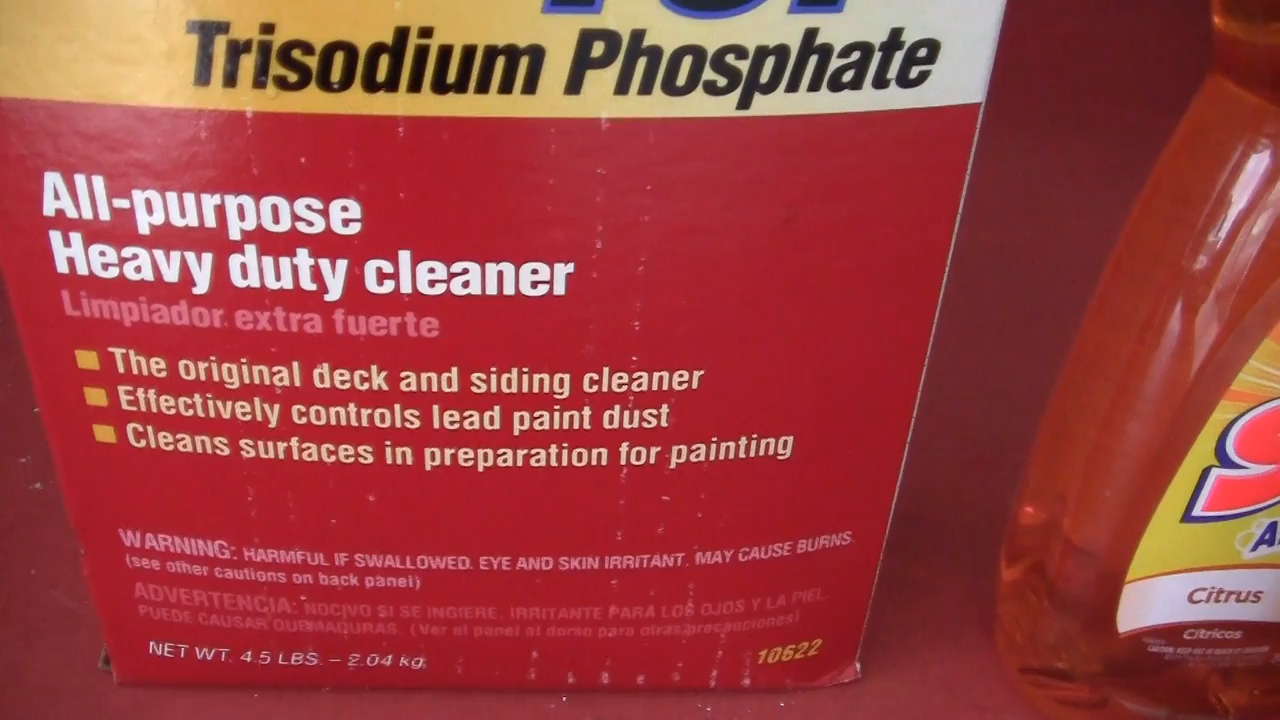 Trisodium Phosphate
All-purpose
Heavy duty cleaner
Limpiador extra fuerte
The original deck and siding cleaner
Effectively controls lead paint dust
Cleans surfaces in preparation for painting
WARNING: HARMFUL IF SWALLOWED. EYE AND SKIN IRRITANT. MAY CAUSE BURNS.
(see other cautions on back panel)
ADVERTENCIA: NOCIVO SI SE INGIERE. IRRITANTE PARA LOS OJOS Y LA PIEL.
PUEDE CAUSAR QUEMADURAS. (Ver el panel al dorso para otras precauciones)
NET WT. 4.5 LBS. – 2.04 kg.
10622
Citrus
Cítricos